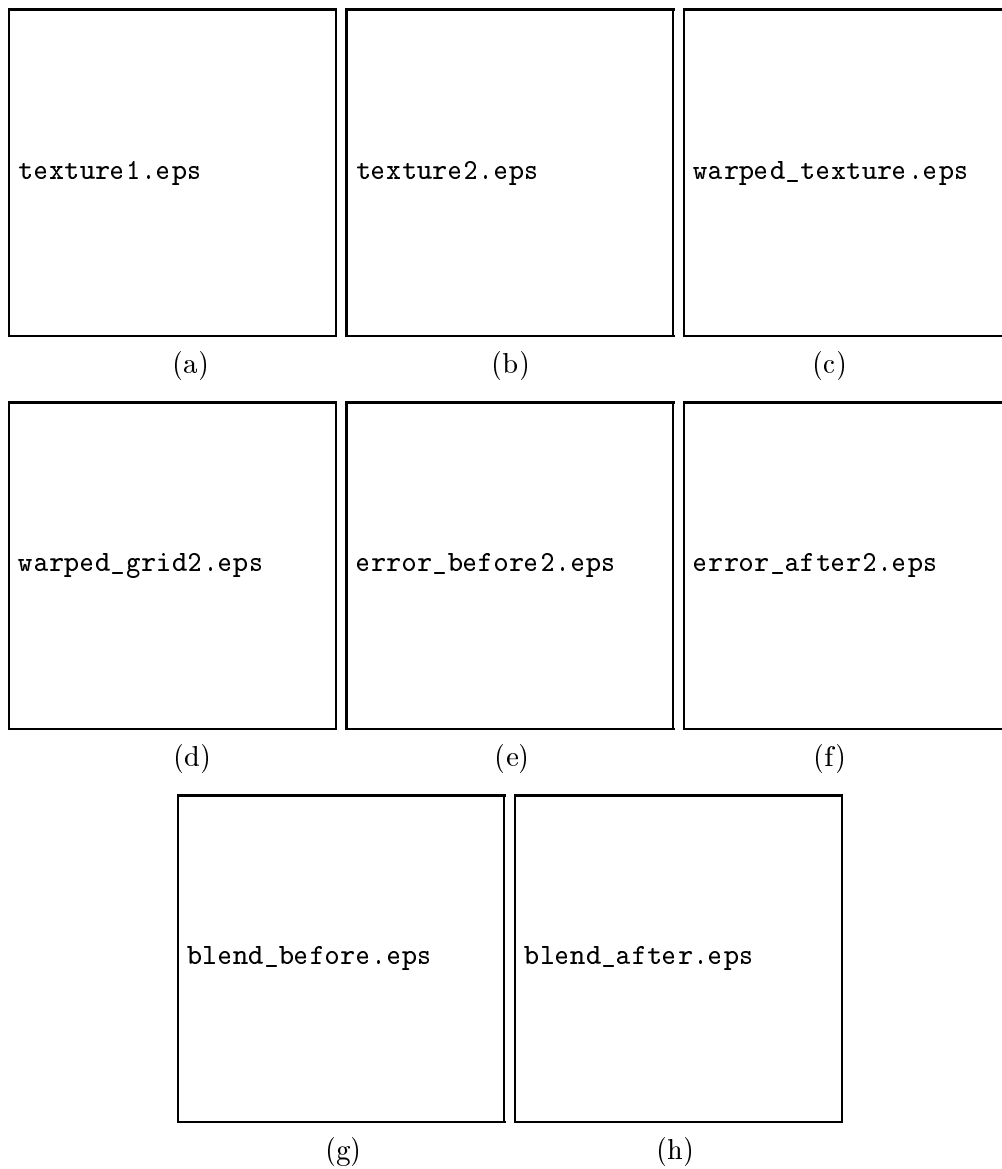 texture1.eps texture2.eps warped_texture.eps
(a) (b) (c)
warped_grid2.eps error_before2.eps error_after2.eps
(d) (e) (f)
blend_before.eps blend_after.eps
(g) (h)